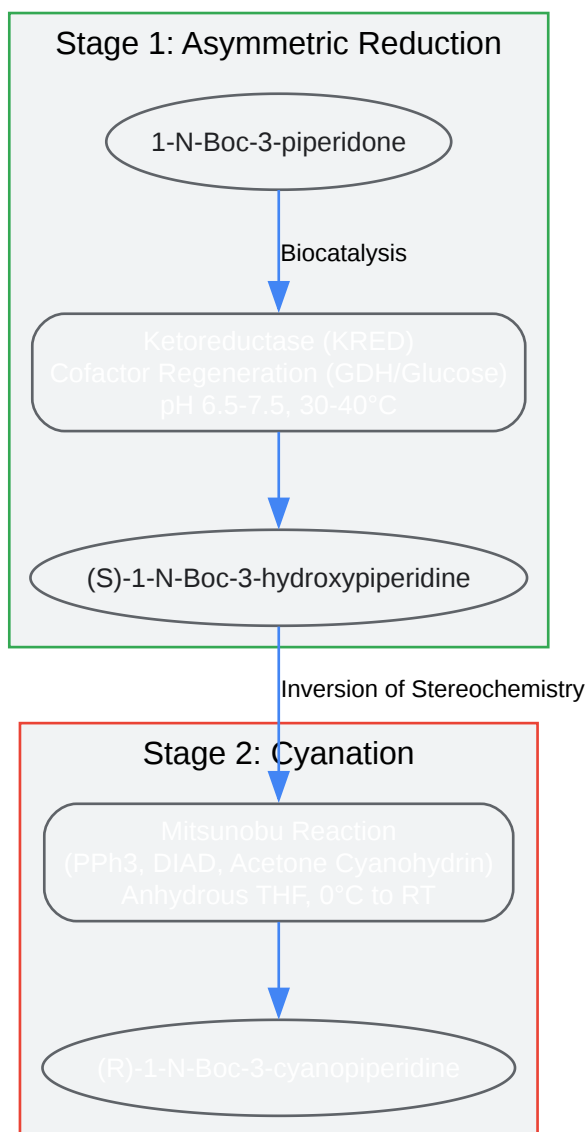 Stage 1: Asymmetric Reduction
1-N-Boc-3-piperidone
Biocatalysis
Ketoreductase (KRED)
Cofactor Regeneration (GDH/Glucose)
pH 6.5-7.5, 30-40°C
(S)-1-N-Boc-3-hydroxypiperidine
Inversion of Stereochemistry
Stage 2: Cyanation
Mitsunobu Reaction
(PPh3, DIAD, Acetone Cyanohydrin)
Anhydrous THF, 0°C to RT
(R)-1-N-Boc-3-cyanopiperidine